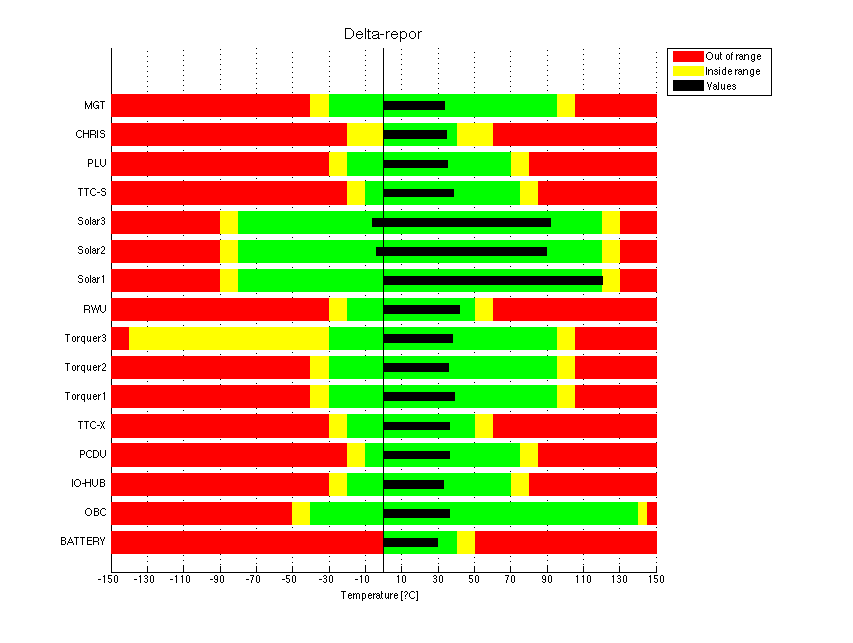 Delta-repor
Out of range
Inside range
Values
MGT
CHRIS
PLU
TTC-S
Solar3
Solar2
Solar1
RWU
Torquer3
Torquer2
Torquer1
TTC-X
PCDU
IO-HUB
OBC
BATTERY
-150 -130 -110 -90 -70 -50 -30 -10 10 30 50 70 90 110 130 150
Temperature [?C]